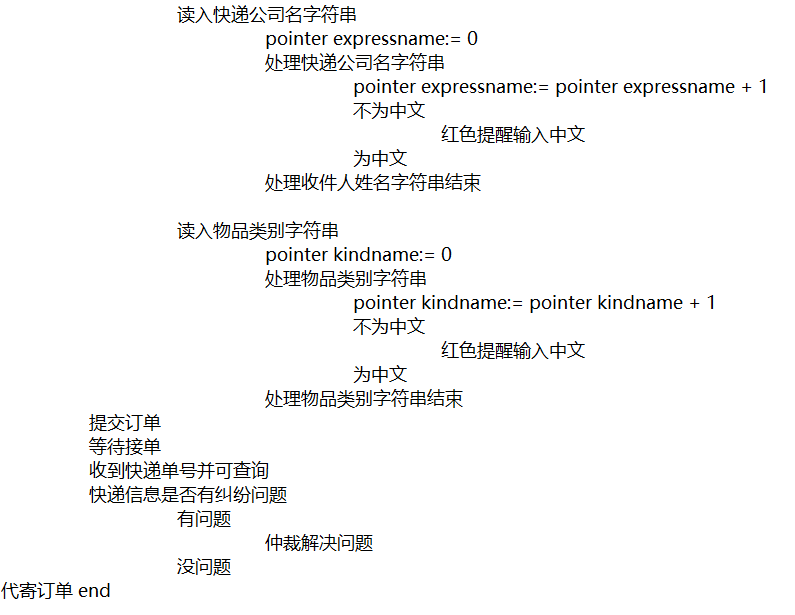 读入快递公司名字符串
pointer expressname:= 0
处理快递公司名字符串
pointer expressname:= pointer expressname + 1
不为中文
红色提醒输入中文
为中文
处理收件人姓名字符串结束
读入物品类别字符串
pointer kindname:= 0
处理物品类别字符串
pointer kindname:= pointer kindname + 1
不为中文
红色提醒输入中文
为中文
处理物品类别字符串结束
提交订单
等待接单
收到快递单号并可查询
快递信息是否有纠纷问题
有问题
仲裁解决问题
没问题
代寄订单 end